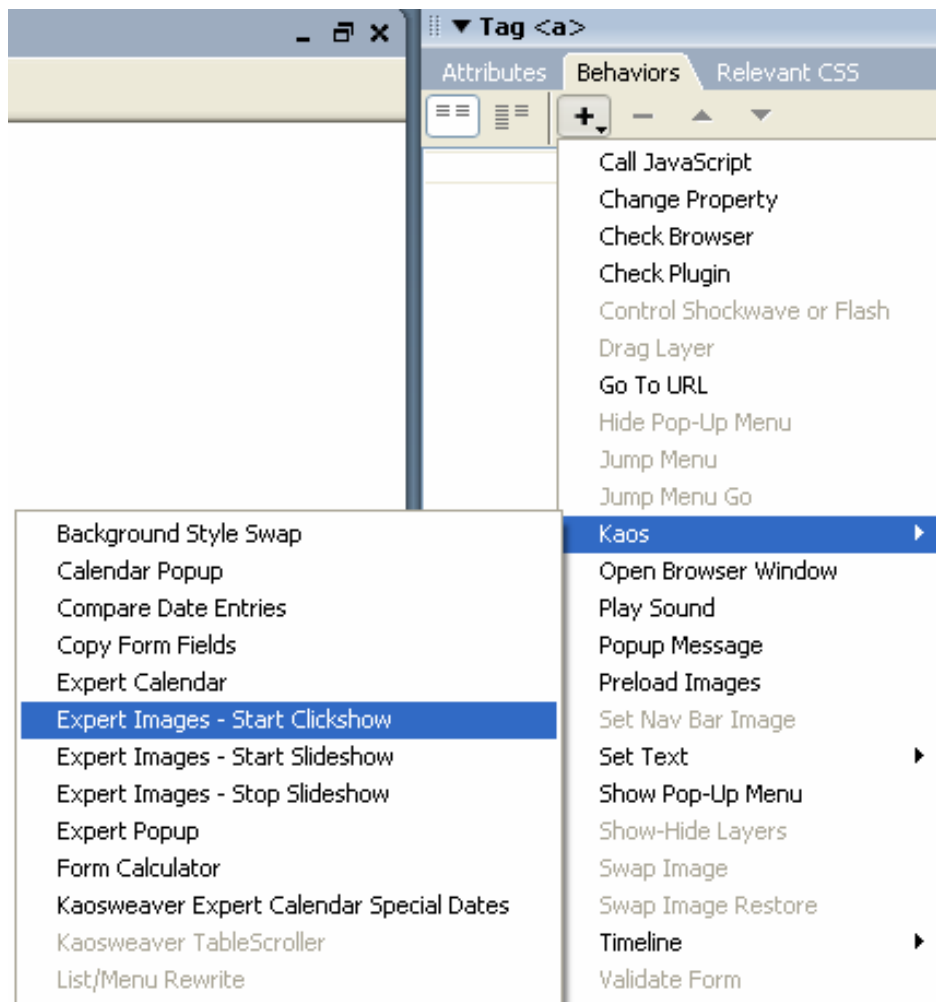 Tag <a>
Attributes Behaviors Relevant CSS
Call JavaScript
Change Property
Check Browser
Check Plugin
Control Shockwave or Flash
Drag Layer
Go To URL
Hide Pop-Up Menu
Jump Menu
Jump Menu Go
Kaos
Open Browser Window
Play Sound
Popup Message
Preload Images
Set Nav Bar Image
Set Text
Show Pop-Up Menu
Show-Hide Layers
Swap Image
Swap Image Restore
Timeline
Validate Form
Background Style Swap
Calendar Popup
Compare Date Entries
Copy Form Fields
Expert Calendar
Expert Images - Start Clickshow
Expert Images - Start Slideshow
Expert Images - Stop Slideshow
Expert Popup
Form Calculator
Kaosweaver Expert Calendar Special Dates
Kaosweaver TableScroller
List/Menu Rewrite